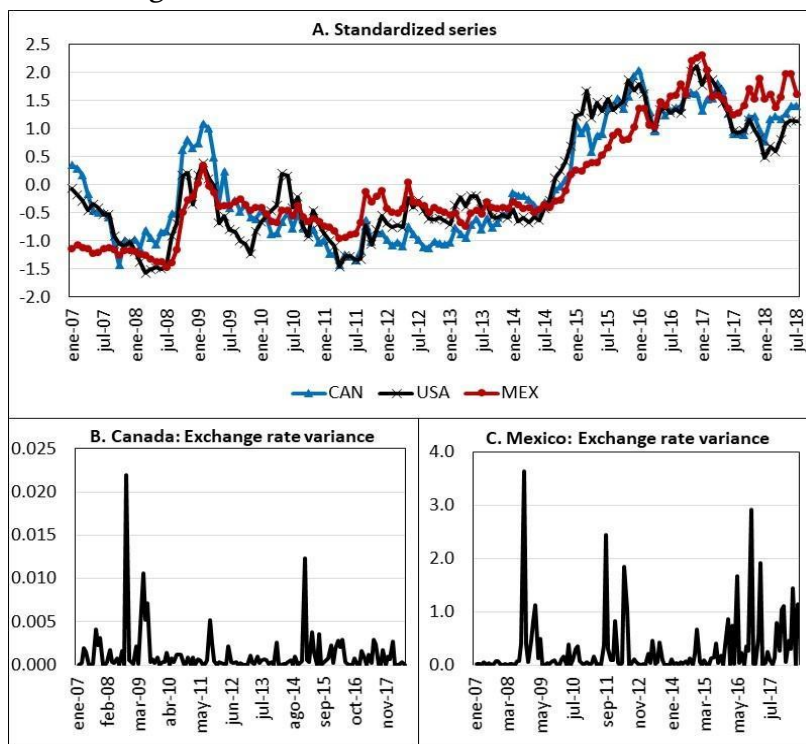 A. Standardized series
2.5
2.0
1.5
1.0
0.5
0.0
-0.5
-1.0
-1.5
-2.0
ene-07
jul-07
ene-08
jul-08
ene-09
jul-09
ene-10
jul-10
ene-11
jul-11
ene-12
jul-12
ene-13
jul-13
ene-14
jul-14
ene-15
jul-15
ene-16
jul-16
ene-17
jul-17
ene-18
jul-18
CAN USA MEX
B. Canada: Exchange rate variance
0.025
0.020
0.015
0.010
0.005
0.000
ene-07
feb-08
mar-09
abr-10
may-11
jun-12
jul-13
ago-14
sep-15
oct-16
nov-17
C. Mexico: Exchange rate variance
4.0
3.0
2.0
1.0
0.0
ene-07
mar-08
may-09
jul-10
sep-11
nov-12
ene-14
mar-15
may-16
jul-17